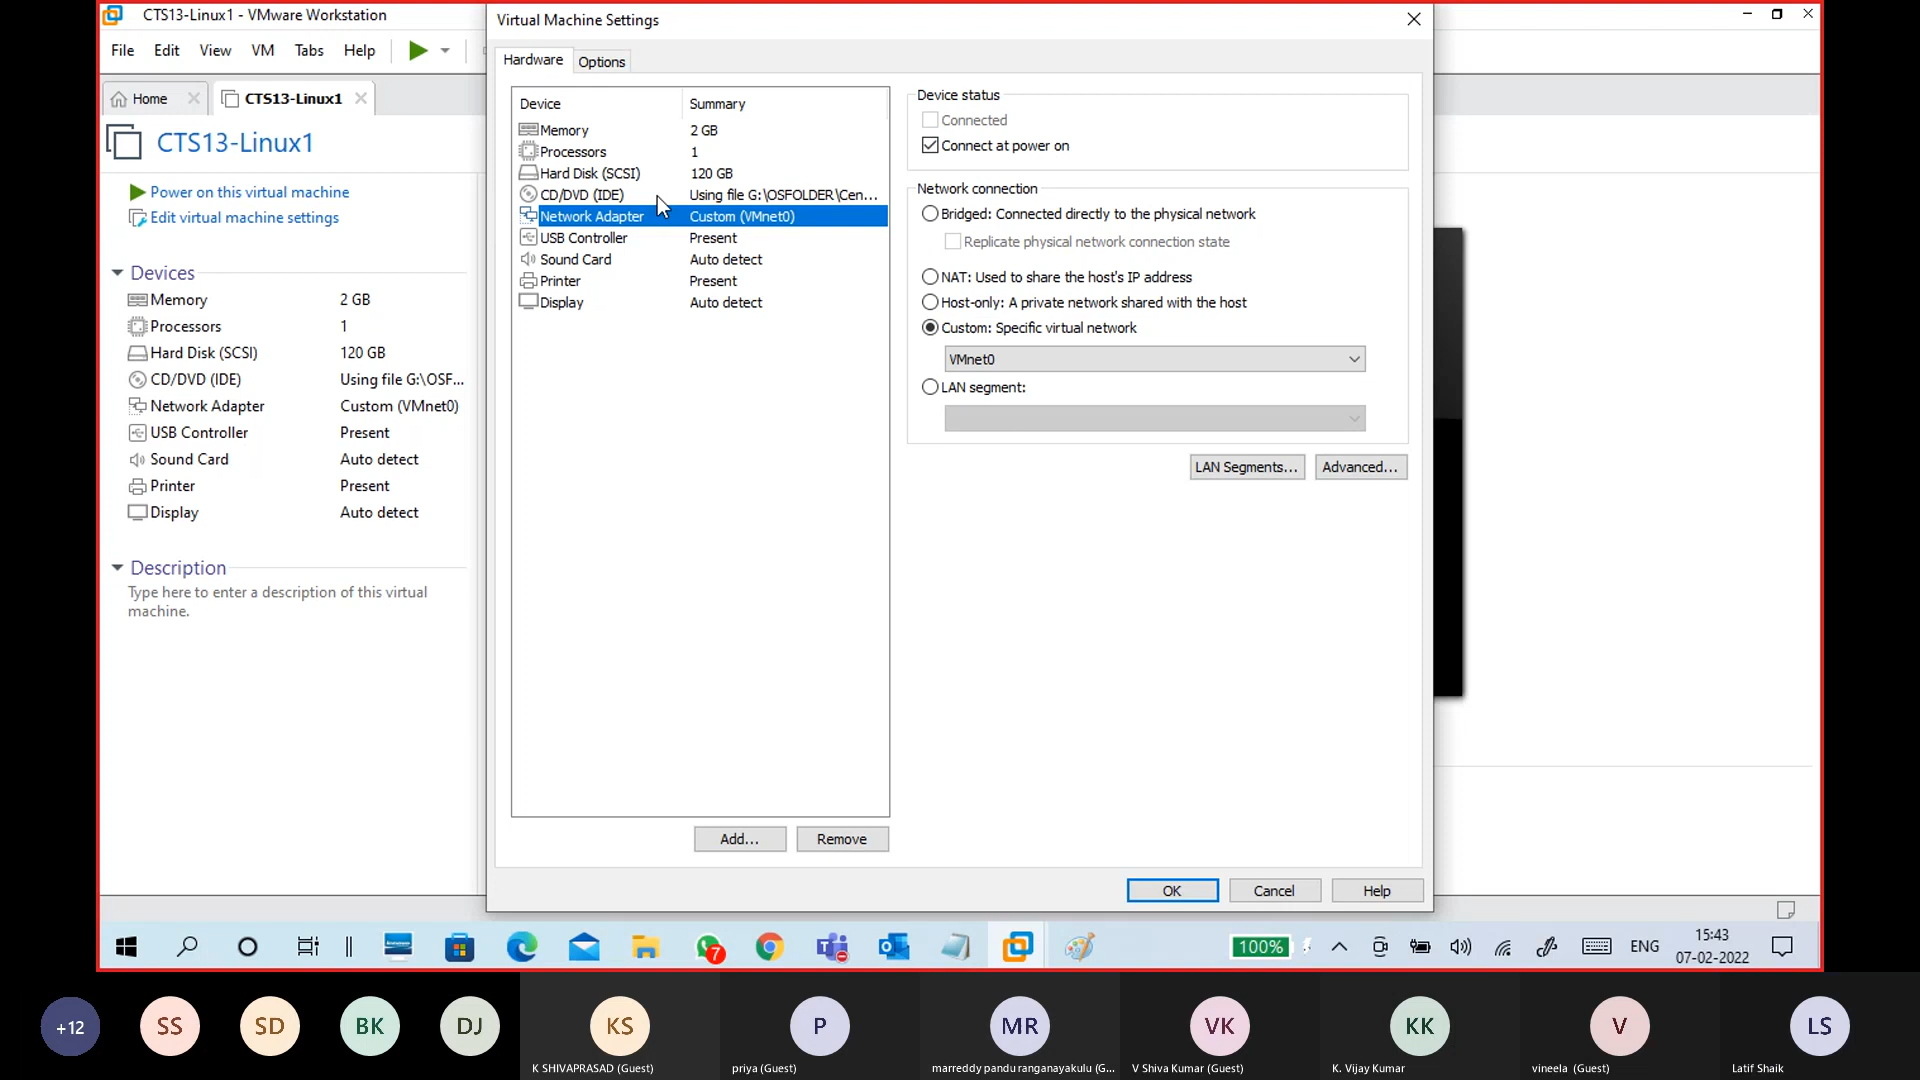 CTS13-Linux1 - VMware Workstation
File Edit View VM Tabs Help
Home
CTS13-Linux1
CTS13-Linux1
Power on this virtual machine
Edit virtual machine settings
Devices
Memory 2 GB
Processors 1
Hard Disk (SCSI) 120 GB
CD/DVD (IDE) Using file G:\OSF...
Network Adapter Custom (VMnet0)
USB Controller Present
Sound Card Auto detect
Printer Present
Display Auto detect
Description
Type here to enter a description of this virtual
machine.
Virtual Machine Settings
Hardware Options
Device Summary
Memory 2 GB
Processors 1
Hard Disk (SCSI) 120 GB
CD/DVD (IDE) Using file G:\OSFOLDER\Cen...
Network Adapter Custom (VMnet0)
USB Controller Present
Sound Card Auto detect
Printer Present
Display Auto detect
Add... Remove
Device status
Connected
Connect at power on
Network connection
Bridged: Connected directly to the physical network
Replicate physical network connection state
NAT: Used to share the host's IP address
Host-only: A private network shared with the host
Custom: Specific virtual network
VMnet0
LAN segment:
LAN Segments... Advanced...
OK Cancel Help
7
100%
ENG
15:43
07-02-2022
+12 SS SD BK DJ KS P MR VK KK V LS
K SHIVAPRASAD (Guest)
priya (Guest)
marreddy pandu ranganayakulu (G...
V Shiva Kumar (Guest)
K. Vijay Kumar
vineela (Guest)
Latif Shaik